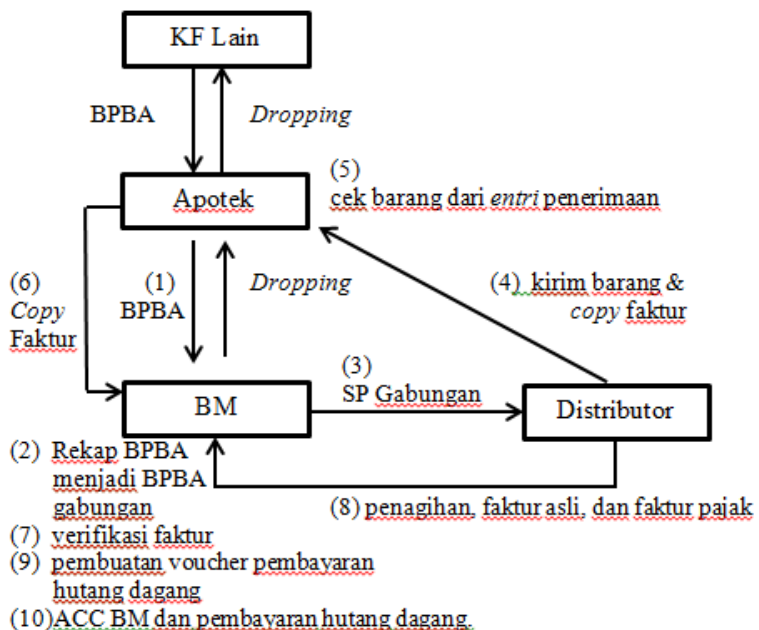 KF Lain
BPBA
Dropping
(5)
Apotek
cek barang dari entri penerimaan
(6)
Copy
Faktur
(1)
BPBA
Dropping
(4) kirim barang &
copy faktur
(3)
SP Gabungan
BM
Distributor
(2) Rekap BPBA
menjadi BPBA
gabungan
(8) penagihan, faktur asli, dan faktur pajak
(7) verifikasi faktur
(9) pembuatan voucher pembayaran
hutang dagang
(10)ACC BM dan pembayaran hutang dagang.